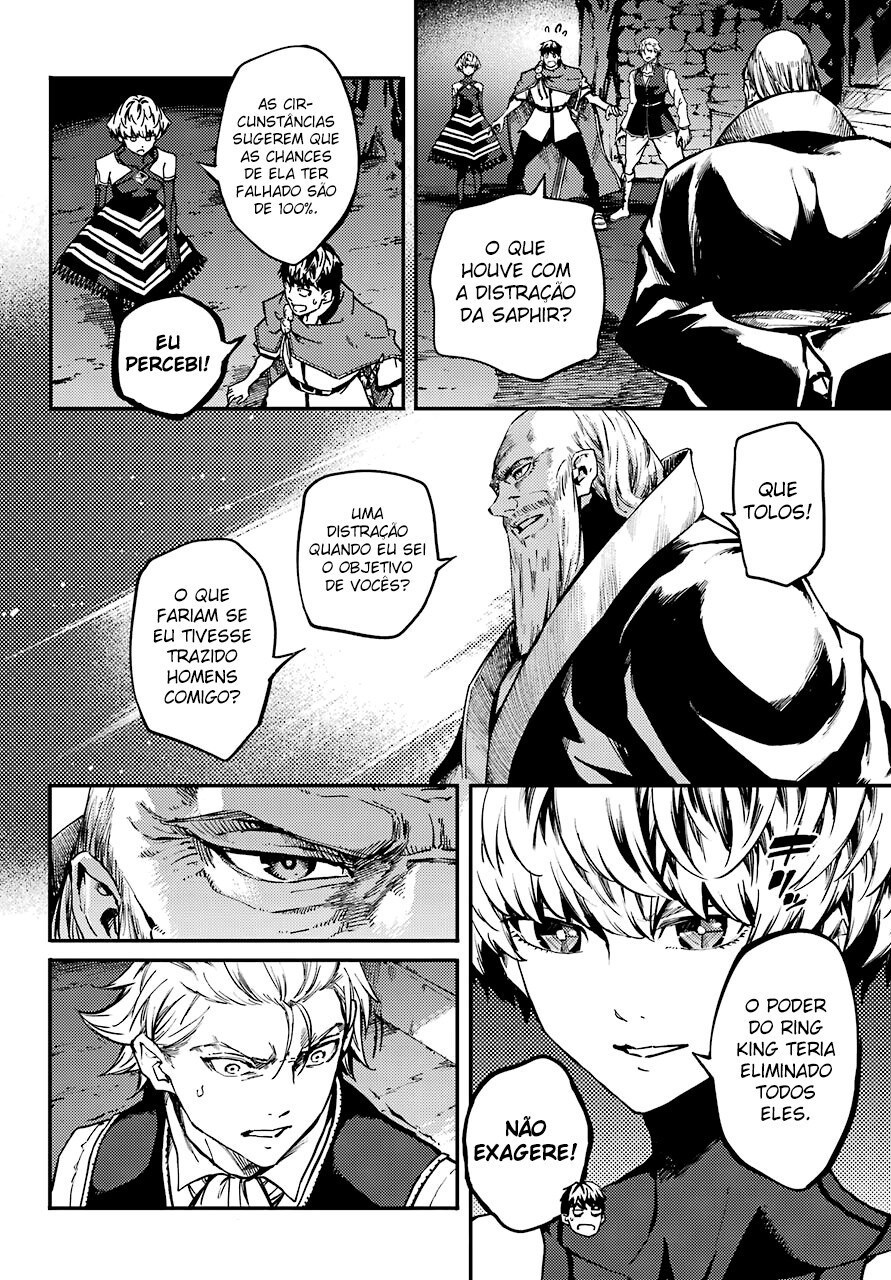 O QUE
HOUVE COM
A DISTRAÇÃO
DA SAPHIR?
AS CIR-
CUNSTÂNCIAS
SUGEREM QUE
AS CHANCES
DE ELA TER
FALHADO SÃO
DE 100%.
EU
PERCEBI!
QUE
TOLOS!
UMA
DISTRAÇÃO
QUANDO EU SEI
O OBJETIVO
DE VOCÊS?
O QUE
FARIAM SE
EU TIVESSE
TRAZIDO
HOMENS
COMIGO?
O PODER
DO RING
KING TERIA
ELIMINADO
TODOS
ELES.
NÃO
EXAGERE!